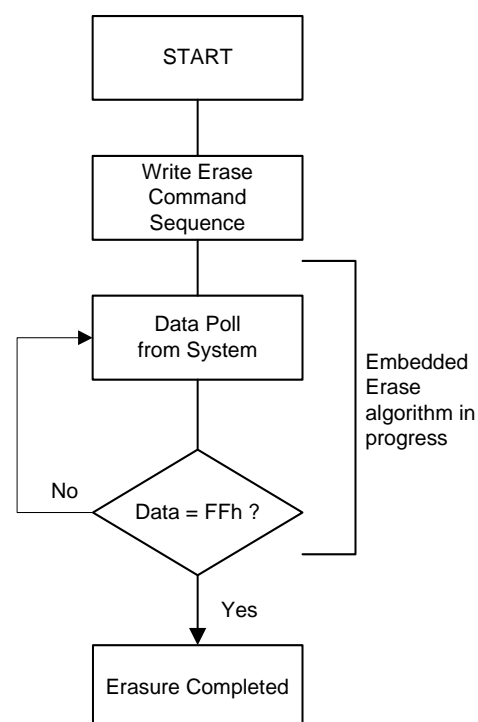 START
Write Erase
Command
Sequence
Data Poll
from System
Embedded
Erase
algorithm in
progress
No
Data = FFh ?
Yes
Erasure Completed